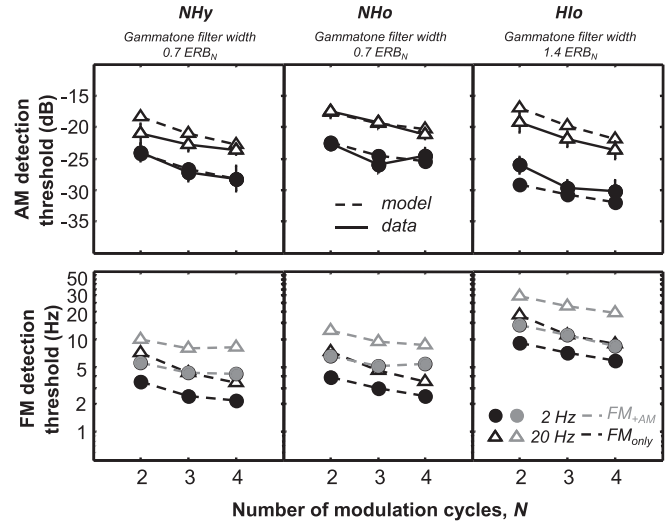 NHy
NHo
HIo
Gammatone filter width
0.7 ERB_N
Gammatone filter width
0.7 ERB_N
Gammatone filter width
1.4 ERB_N
AM detection
threshold (dB)
-15
-20
-25
-30
-35
model
data
FM detection
threshold (Hz)
50
30
20
10
5
2
1
2 Hz
FM+AM
20 Hz
FMonly
2 3 4
2 3 4
2 3 4
Number of modulation cycles, N